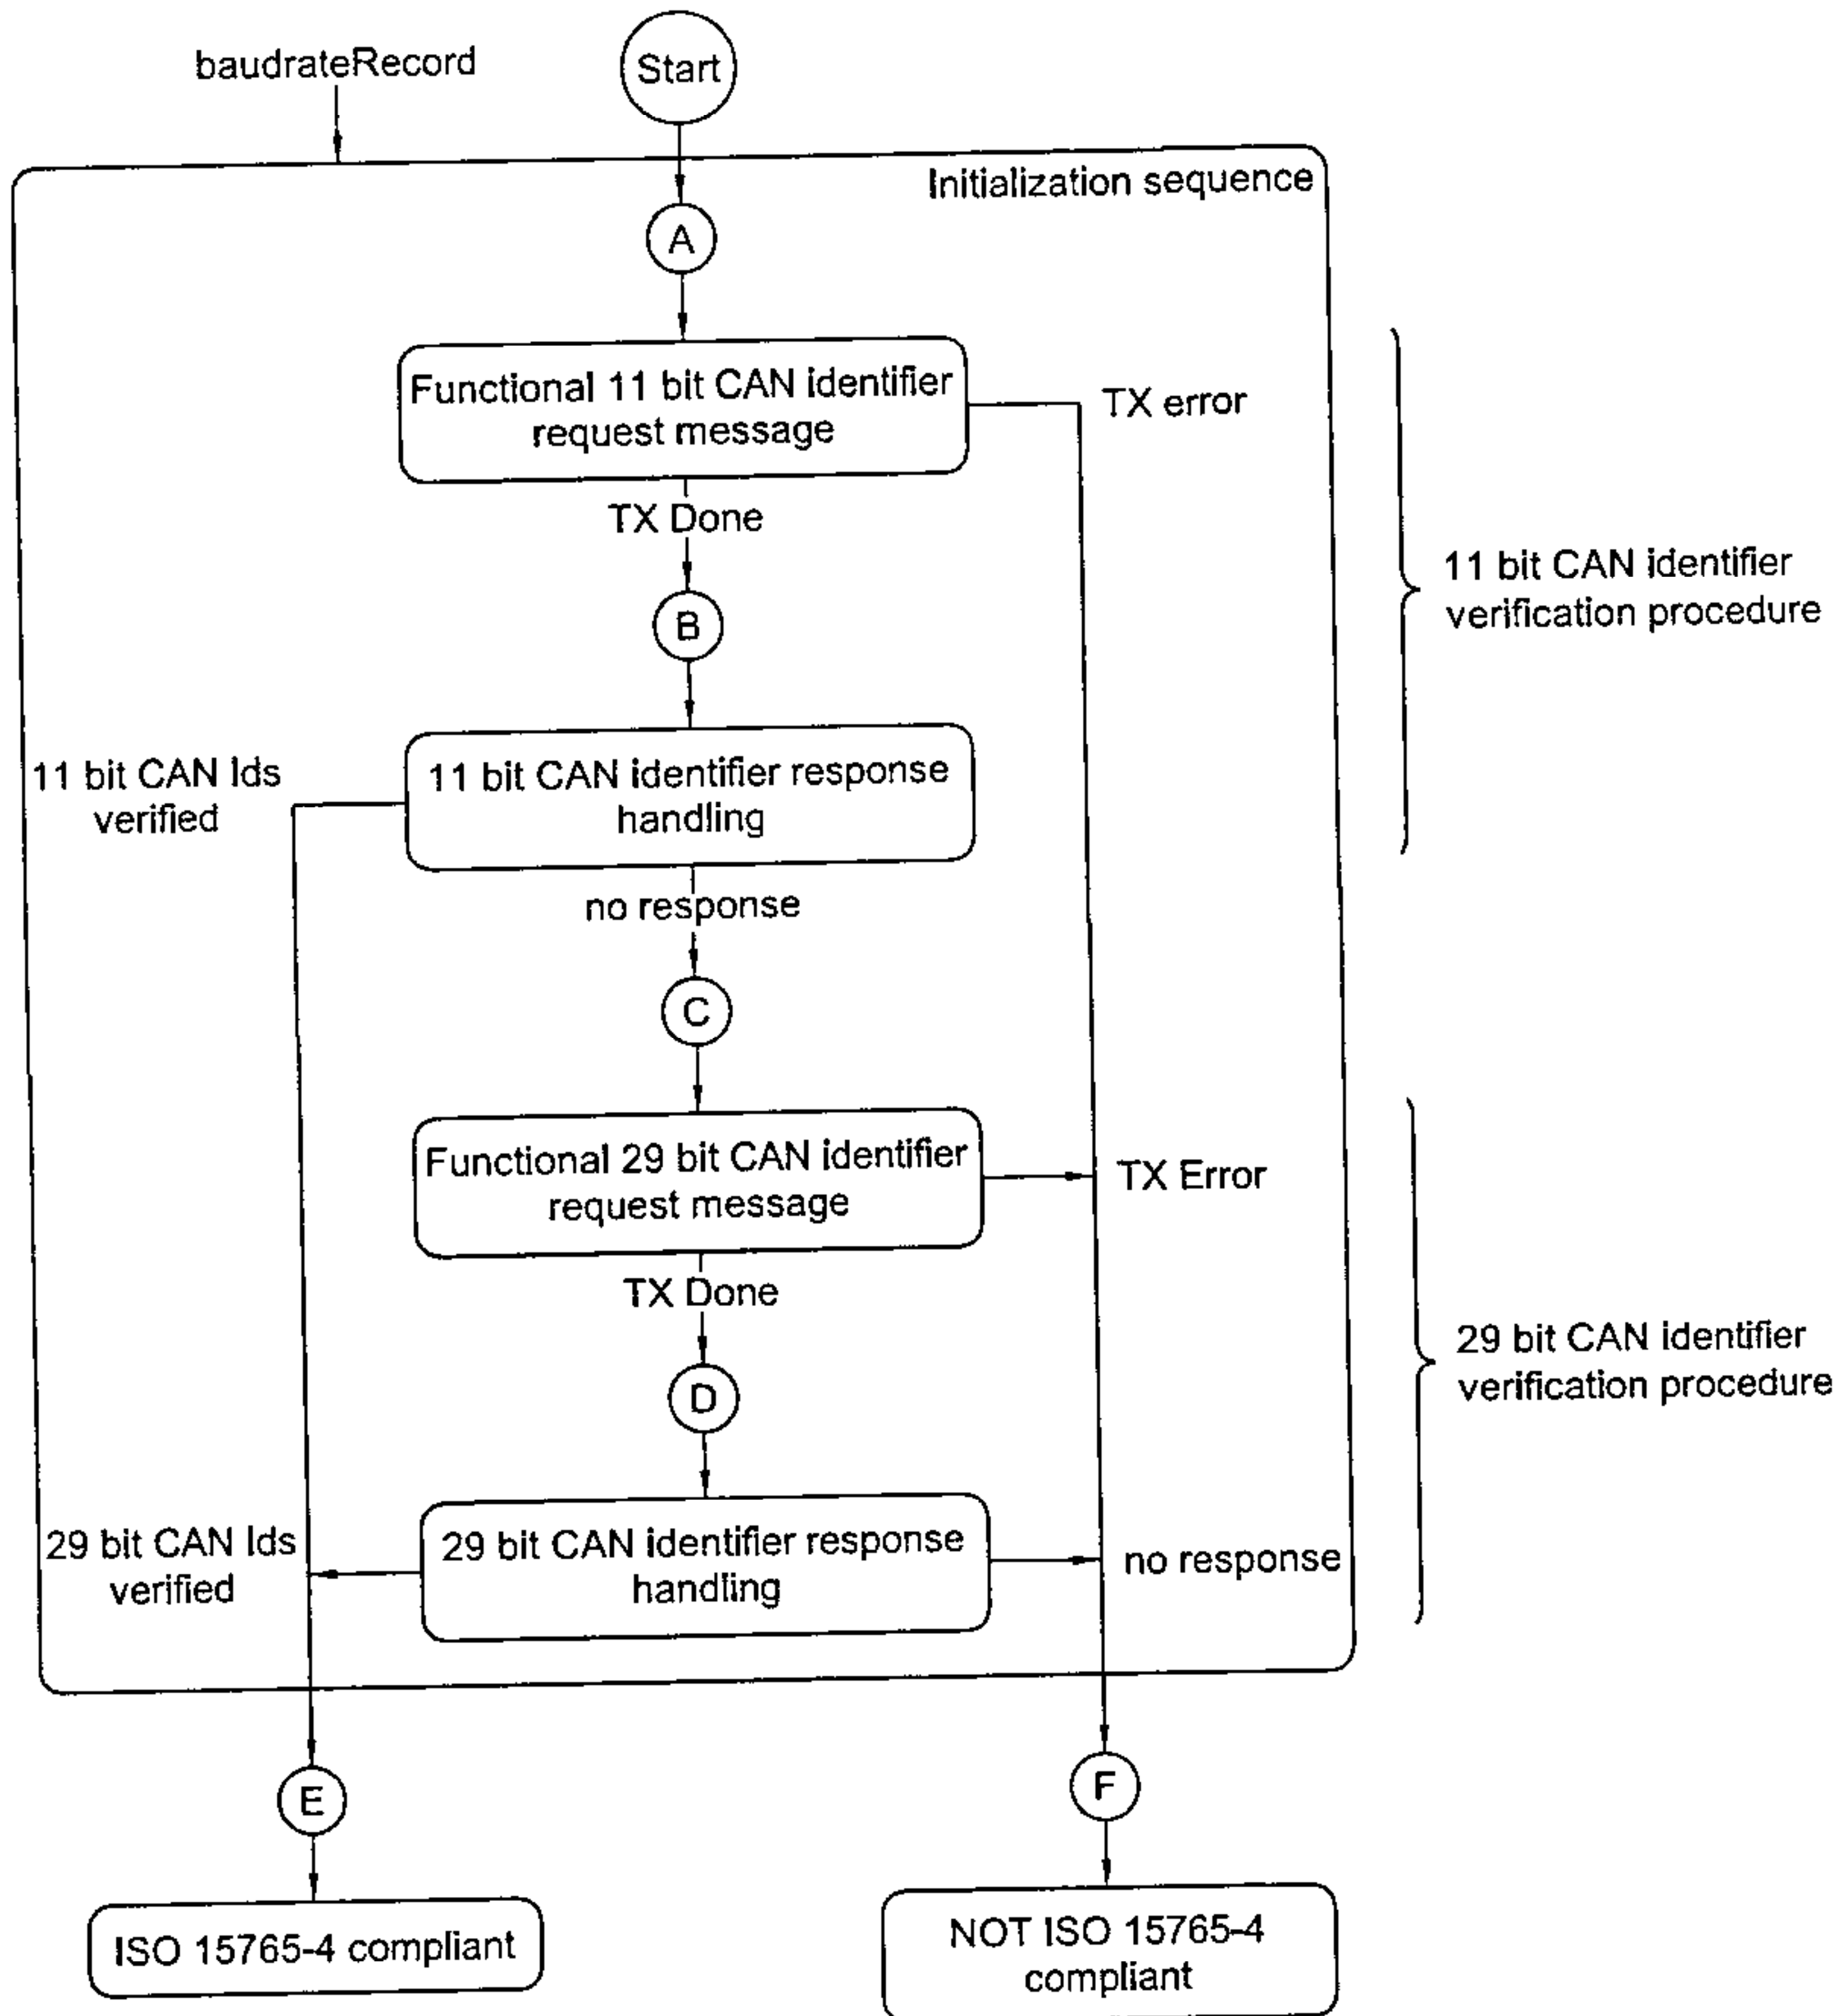 baudrateRecord
Start
Initialization sequence
A
Functional 11 bit CAN identifier
request message
TX error
TX Done
B
11 bit CAN identifier
verification procedure
11 bit CAN Ids
verified
11 bit CAN identifier response
handling
no response
C
Functional 29 bit CAN identifier
request message
TX Error
TX Done
D
29 bit CAN identifier
verification procedure
29 bit CAN Ids
verified
29 bit CAN identifier response
handling
no response
E
F
ISO 15765-4 compliant
NOT ISO 15765-4
compliant